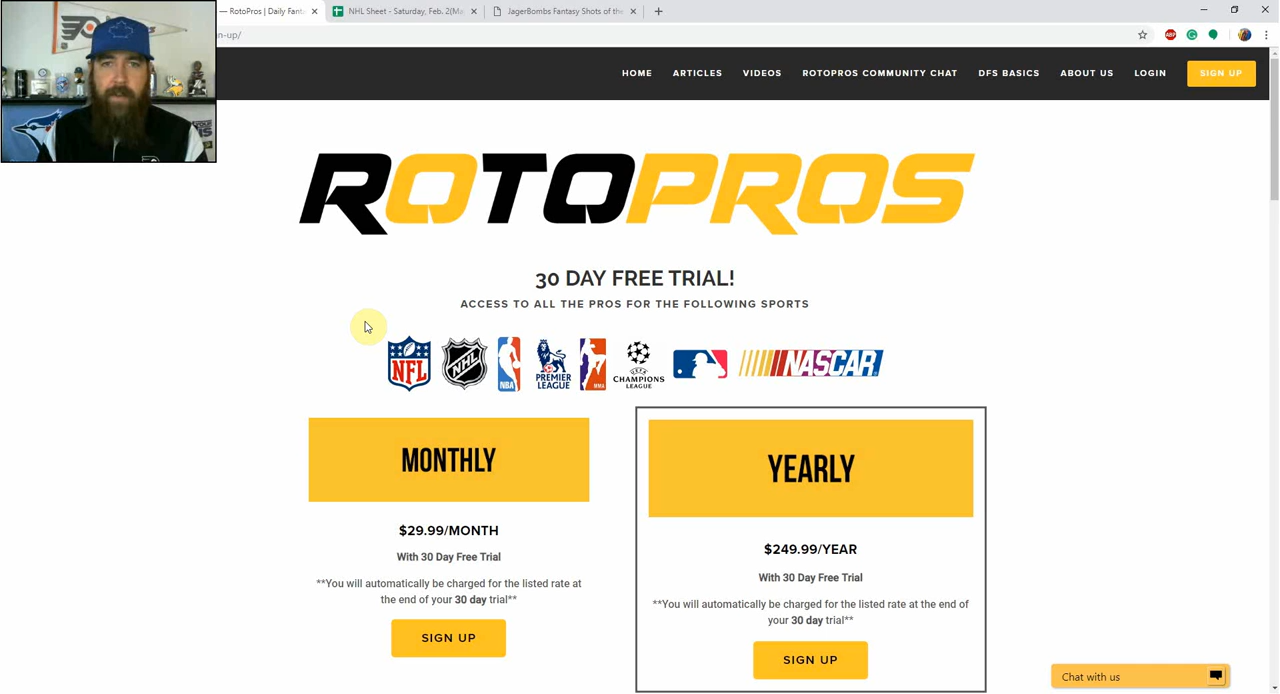 — RotoPros | Daily Fanta
NHL Sheet - Saturday, Feb. 2(Ma
JagerBombs Fantasy Shots of the
n-up/
ABP
HOME ARTICLES VIDEOS ROTOPROS COMMUNITY CHAT DFS BASICS ABOUT US LOGIN SIGN UP
ROTOPROS
30 DAY FREE TRIAL!
ACCESS TO ALL THE PROS FOR THE FOLLOWING SPORTS
NFL NHL NBA PREMIER LEAGUE MMA CHAMPIONS LEAGUE NASCAR
MONTHLY
$29.99/MONTH
With 30 Day Free Trial
**You will automatically be charged for the listed rate at
the end of your 30 day trial**
SIGN UP
YEARLY
$249.99/YEAR
With 30 Day Free Trial
**You will automatically be charged for the listed rate at the end of
your 30 day trial**
SIGN UP
Chat with us